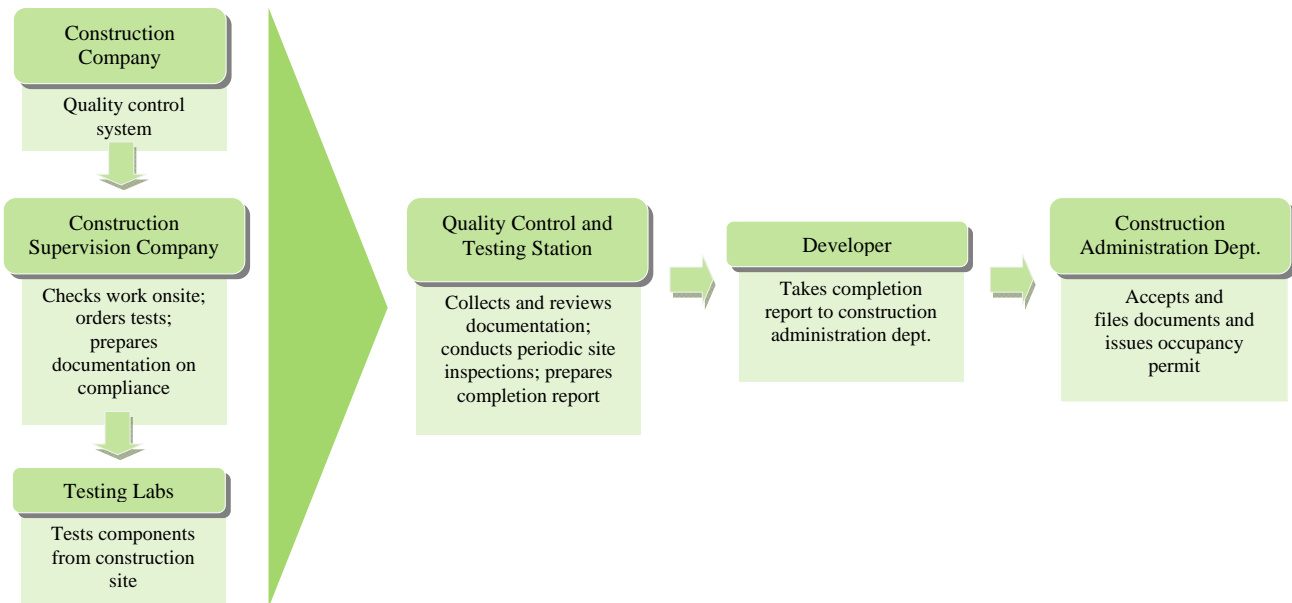 Construction
Company
Quality control
system
Construction
Supervision Company
Checks work onsite;
orders tests;
prepares
documentation on
compliance
Testing Labs
Tests components
from construction
site
Quality Control and
Testing Station
Collects and reviews
documentation;
conducts periodic site
inspections; prepares
completion report
Developer
Takes completion
report to construction
administration dept.
Construction
Administration Dept.
Accepts and
files documents and
issues occupancy
permit